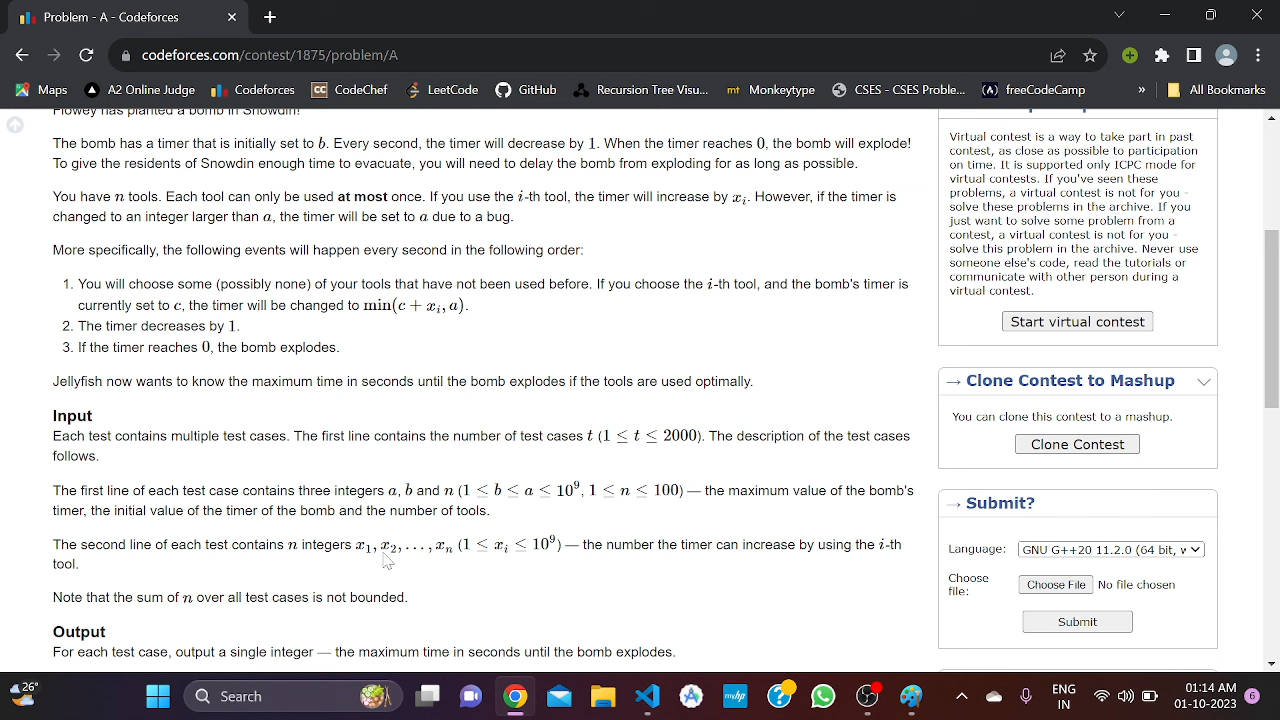 Problem - A - Codeforces
codeforces.com/contest/1875/problem/A
Maps A2 Online Judge Codeforces CodeChef LeetCode GitHub Recursion Tree Visu... Monkeytype CSES - CSES Proble... freeCodeCamp » All Bookmarks
Flowey has planted a bomb in Snowdin!
The bomb has a timer that is initially set to b. Every second, the timer will decrease by 1. When the timer reaches 0, the bomb will explode!
To give the residents of Snowdin enough time to evacuate, you will need to delay the bomb from exploding for as long as possible.
You have n tools. Each tool can only be used at most once. If you use the i-th tool, the timer will increase by xᵢ. However, if the timer is
changed to an integer larger than a, the timer will be set to a due to a bug.
More specifically, the following events will happen every second in the following order:
1. You will choose some (possibly none) of your tools that have not been used before. If you choose the i-th tool, and the bomb's timer is
currently set to c, the timer will be changed to min(c + xᵢ, a).
2. The timer decreases by 1.
3. If the timer reaches 0, the bomb explodes.
Jellyfish now wants to know the maximum time in seconds until the bomb explodes if the tools are used optimally.
Input
Each test contains multiple test cases. The first line contains the number of test cases t (1 ≤ t ≤ 2000). The description of the test cases
follows.
The first line of each test case contains three integers a, b and n (1 ≤ b ≤ a ≤ 10⁹, 1 ≤ n ≤ 100) — the maximum value of the bomb's
timer, the initial value of the timer of the bomb and the number of tools.
The second line of each test case contains n integers x₁, x₂, . . . , xₙ (1 ≤ xᵢ ≤ 10⁹) — the number the timer can increase by using the i-th
tool.
Note that the sum of n over all test cases is not bounded.
Output
For each test case, output a single integer — the maximum time in seconds until the bomb explodes.
Virtual contest is a way to take part in past
contest, as close as possible to participation
on time. It is supported only ICPC mode for
virtual contests. If you've seen these
problems, a virtual contest is not for you -
solve these problems in the archive. If you
just want to solve some problem from a
contest, a virtual contest is not for you -
solve this problem in the archive. Never use
someone else's code, read the tutorials or
communicate with other person during a
virtual contest.
Start virtual contest
→ Clone Contest to Mashup
You can clone this contest to a mashup.
Clone Contest
→ Submit?
Language: GNU G++20 11.2.0 (64 bit, v
Choose
file: Choose File No file chosen
Submit
26°
Search
ENG
IN
01:14 AM
01-10-2023
6